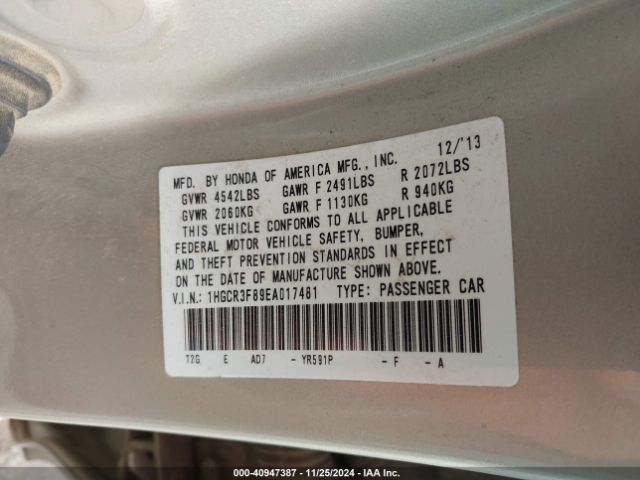 MFD. BY HONDA OF AMERICA MFG., INC. 12/'13
GVWR 4542LBS GAWR F 2491LBS R 2072LBS
GVWR 2060KG GAWR F 1130KG R 940KG
THIS VEHICLE CONFORMS TO ALL APPLICABLE
FEDERAL MOTOR VEHICLE SAFETY, BUMPER,
AND THEFT PREVENTION STANDARDS IN EFFECT
ON THE DATE OF MANUFACTURE SHOWN ABOVE.
V.I.N.: 1HGCR3F89EA017481 TYPE: PASSENGER CAR
T2G E AD7 - YR591P - F - A
000-40947387 - 11/25/2024 - IAA Inc.